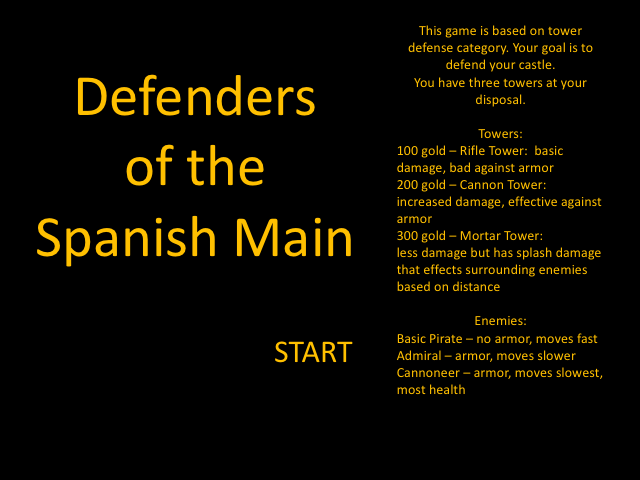 Defenders
of the
Spanish Main
START
This game is based on tower
defense category. Your goal is to
defend your castle.
You have three towers at your
disposal.
Towers:
100 gold – Rifle Tower:  basic
damage, bad against armor
200 gold – Cannon Tower:
increased damage, effective against
armor
300 gold – Mortar Tower:
less damage but has splash damage
that effects surrounding enemies
based on distance
Enemies:
Basic Pirate – no armor, moves fast
Admiral – armor, moves slower
Cannoneer – armor, moves slowest,
most health